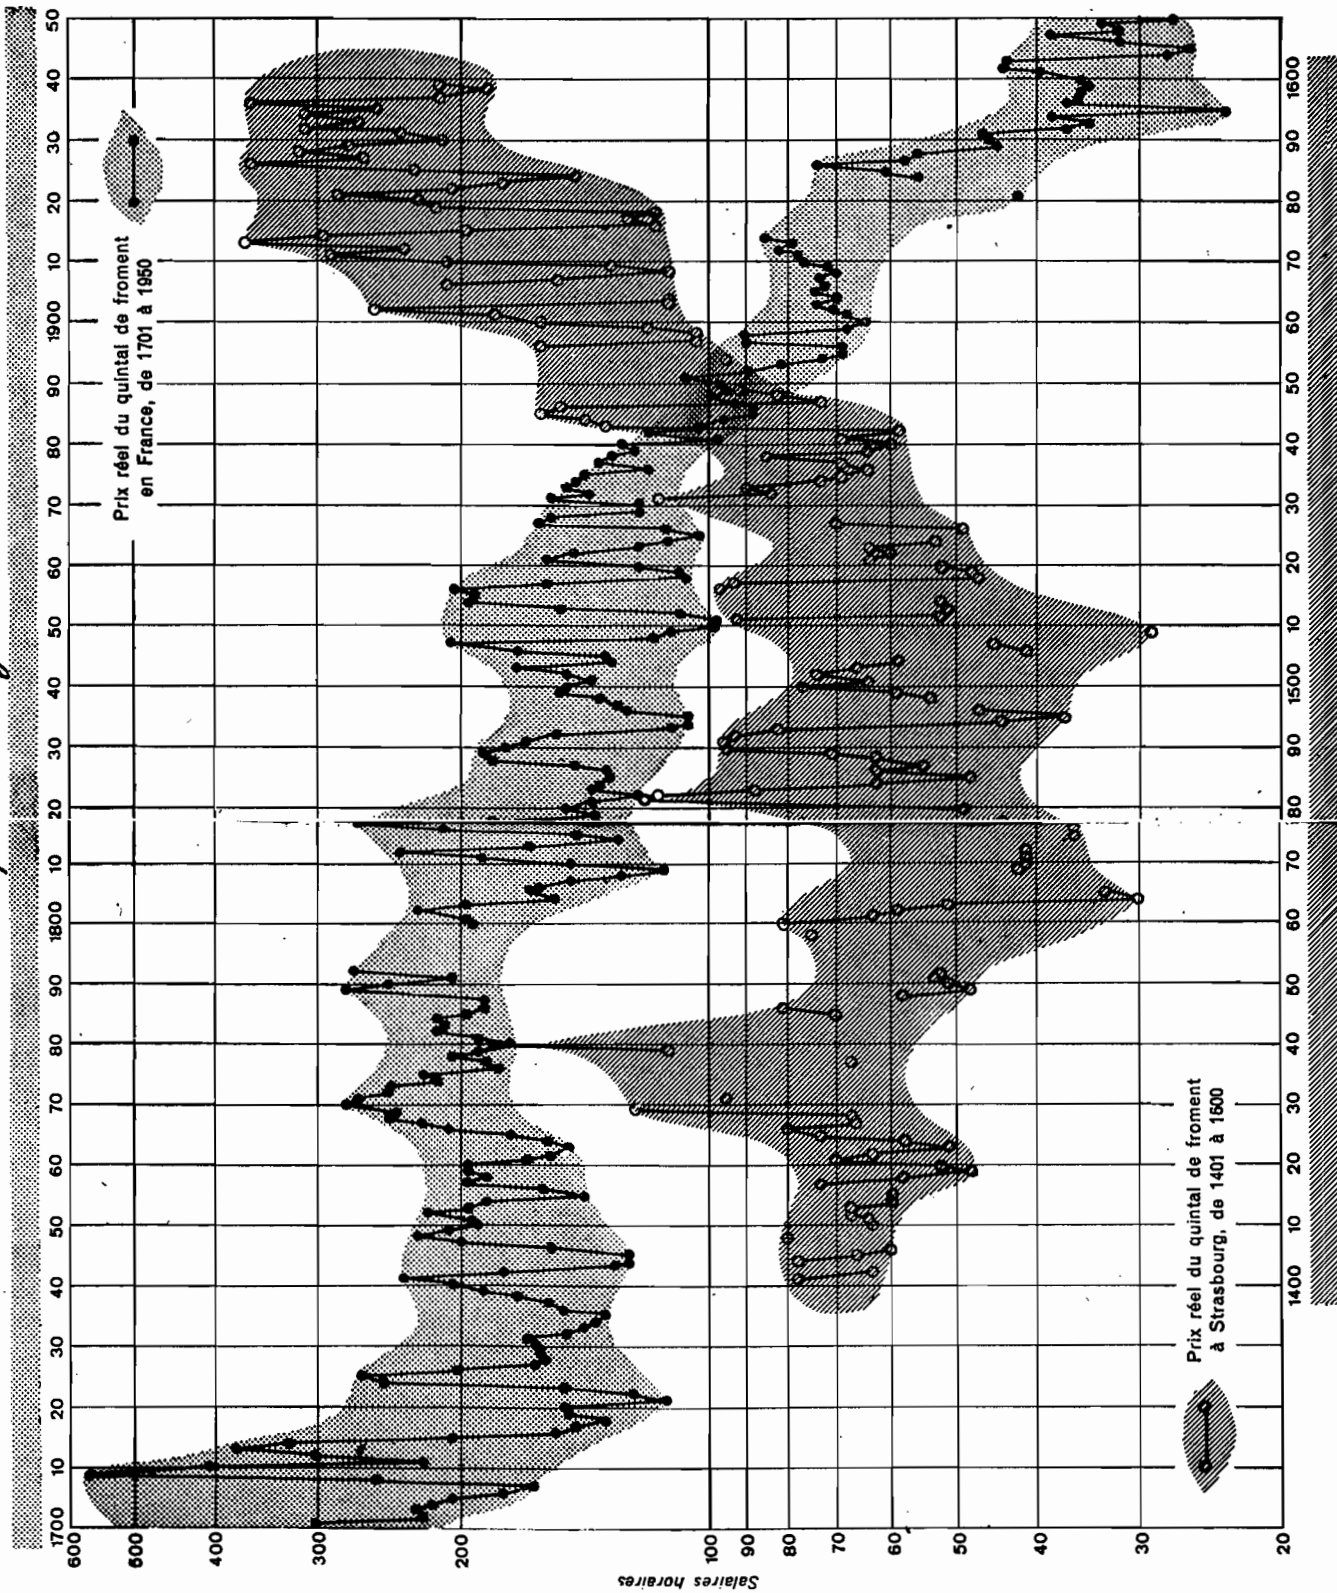 1700 10 20 30 40 50 60 70 80 90 1800 10 20 30 40 50 60 70 80 90 1900 10 20 30 40 50
600
500
400
300
200
100
90
80
70
60
50
40
30
20
Salaires horaires
Prix réel du quintal de froment
en France, de 1701 à 1950
Prix réel du quintal de froment
à Strasbourg, de 1401 à 1600
1400 10 20 30 40 50 60 70 80 90 1500 10 20 30 40 50 60 70 80 90 1600